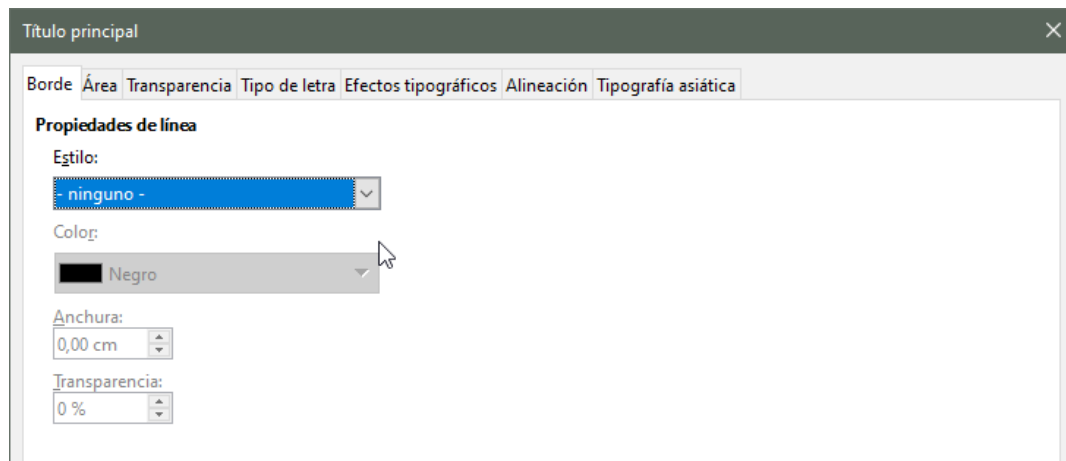 Título principal
Borde Área Transparencia Tipo de letra Efectos tipográficos Alineación Tipografía asiática
Propiedades de línea
Estilo:
- ninguno -
Color:
Negro
Anchura:
0,00 cm
Transparencia:
0 %